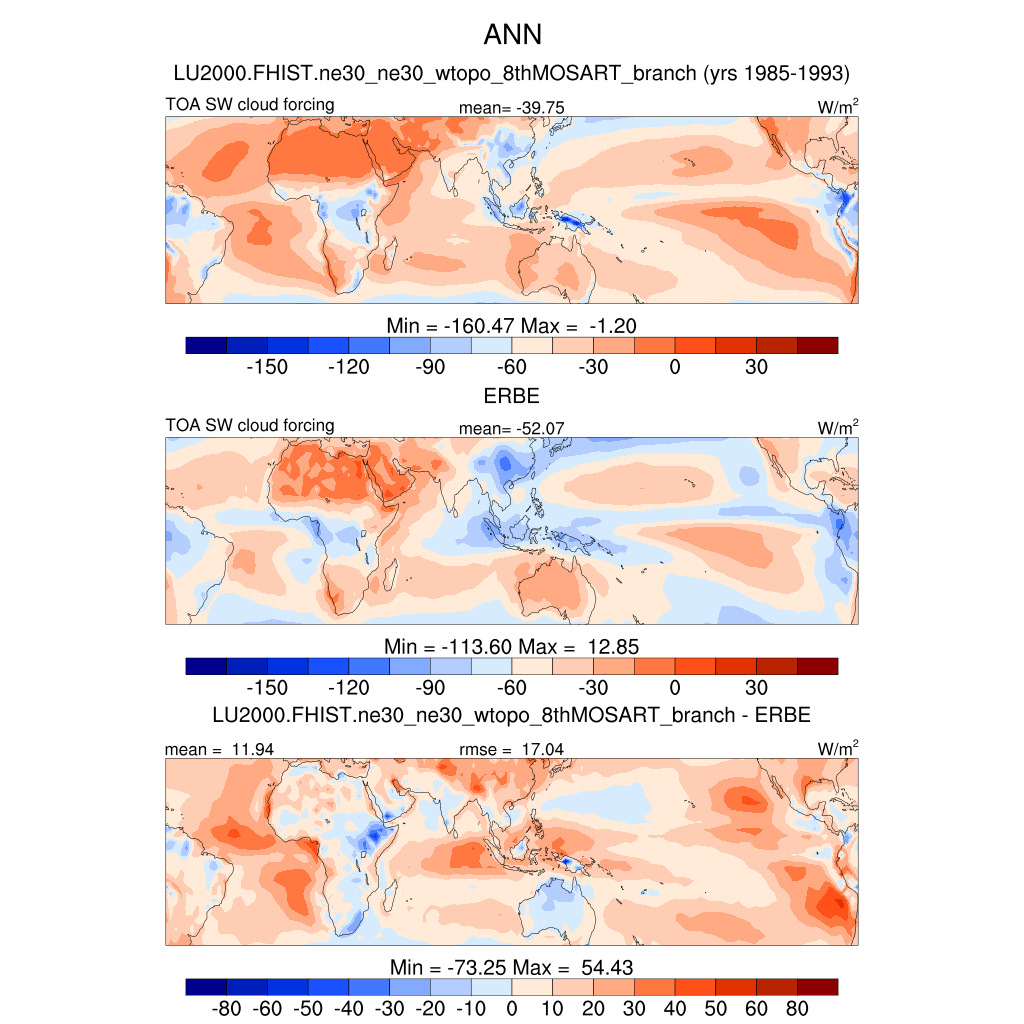 ANN
LU2000.FHIST.ne30_ne30_wtopo_8thMOSART_branch (yrs 1985-1993)
TOA SW cloud forcing mean= -39.75 W/m2
Min = -160.47 Max = -1.20
-150 -120 -90 -60 -30 0 30
ERBE
TOA SW cloud forcing mean= -52.07 W/m2
Min = -113.60 Max = 12.85
-150 -120 -90 -60 -30 0 30
LU2000.FHIST.ne30_ne30_wtopo_8thMOSART_branch - ERBE
mean = 11.94 rmse = 17.04 W/m2
Min = -73.25 Max = 54.43
-80 -60 -50 -40 -30 -20 -10 0 10 20 30 40 50 60 80